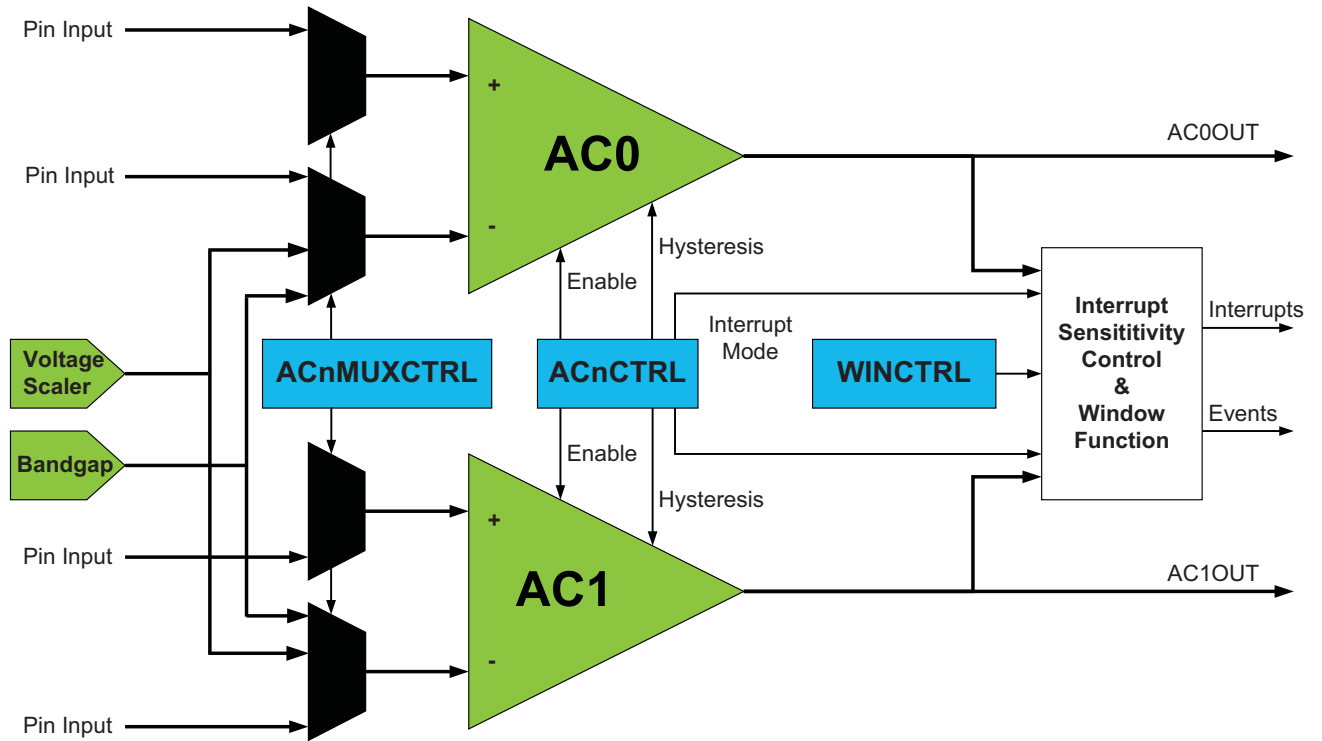 Pin Input
+
AC0
AC0OUT
Pin Input
-
Hysteresis
Enable
Interrupt
Mode
Interrupt
Sensititivity
Control
&
Window
Function
Interrupts
Events
Voltage
Scaler
ACnMUXCTRL
ACnCTRL
WINCTRL
Bandgap
Enable
Hysteresis
+
Pin Input
AC1
AC1OUT
-
Pin Input